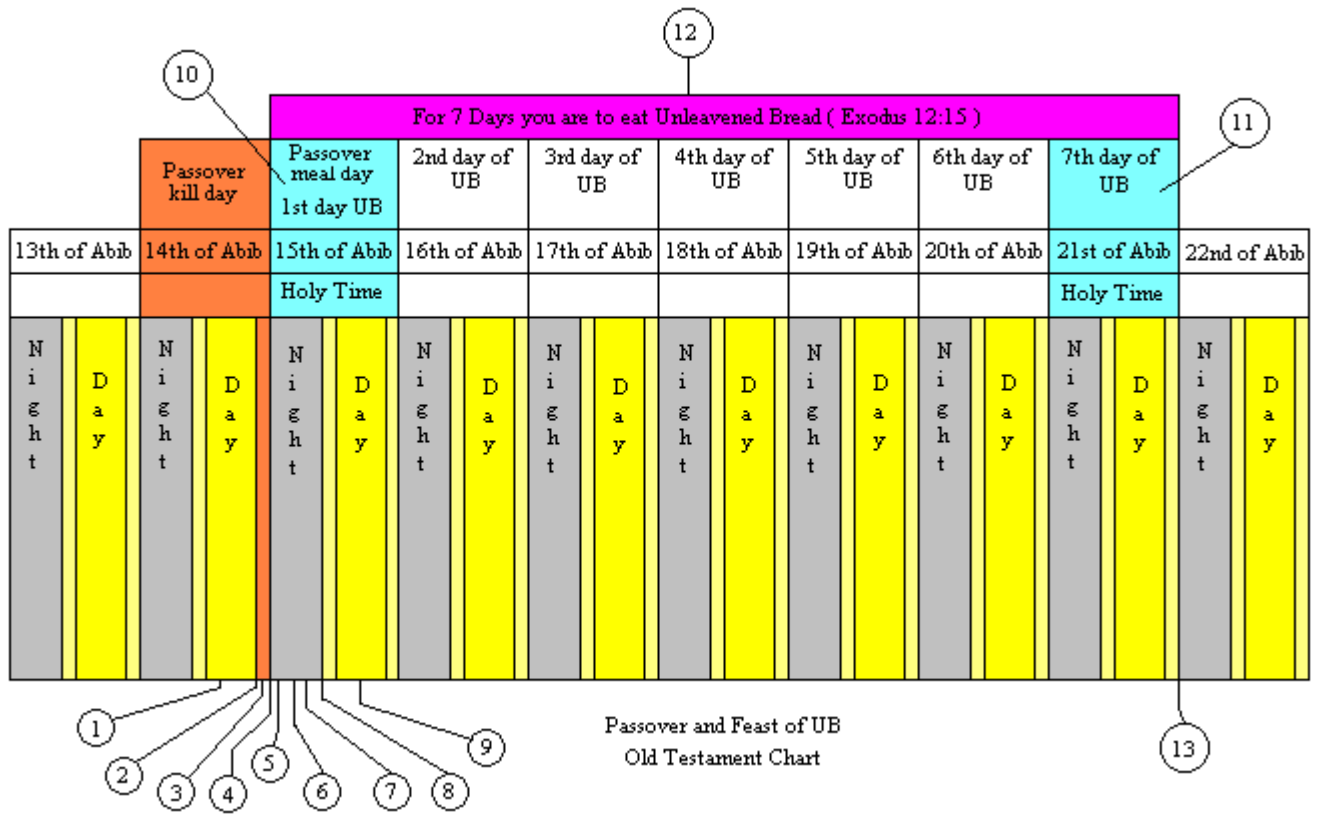 12
10
11
For 7 Days you are to eat Unleavened Bread ( Exodus 12:15 )
Passover kill day
Passover meal day
1st day UB
2nd day of UB
3rd day of UB
4th day of UB
5th day of UB
6th day of UB
7th day of UB
13th of Abib 14th of Abib 15th of Abib 16th of Abib 17th of Abib 18th of Abib 19th of Abib 20th of Abib 21st of Abib 22nd of Abib
Holy Time Holy Time
Night Day Night Day Night Day Night Day Night Day Night Day Night Day Night Day Night Day Night Day
1
2
3
4
5
6
7
8
9
Passover and Feast of UB
Old Testament Chart
13